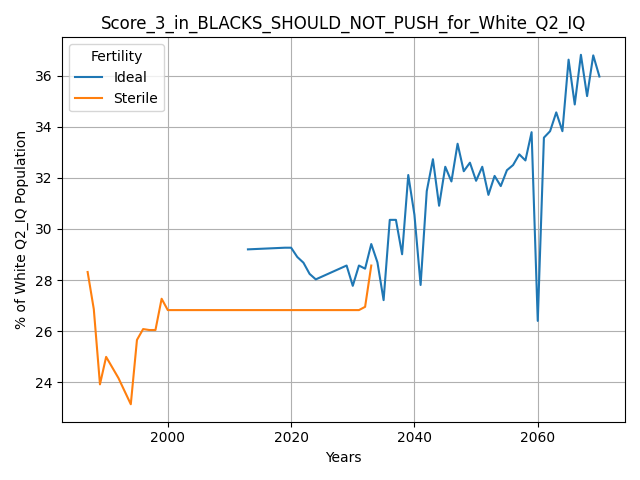 Score_3_in_BLACKS_SHOULD_NOT_PUSH_for_White_Q2_IQ
Fertility
Ideal
Sterile
% of White Q2_IQ Population
36
34
32
30
28
26
24
2000
2020
2040
2060
Years